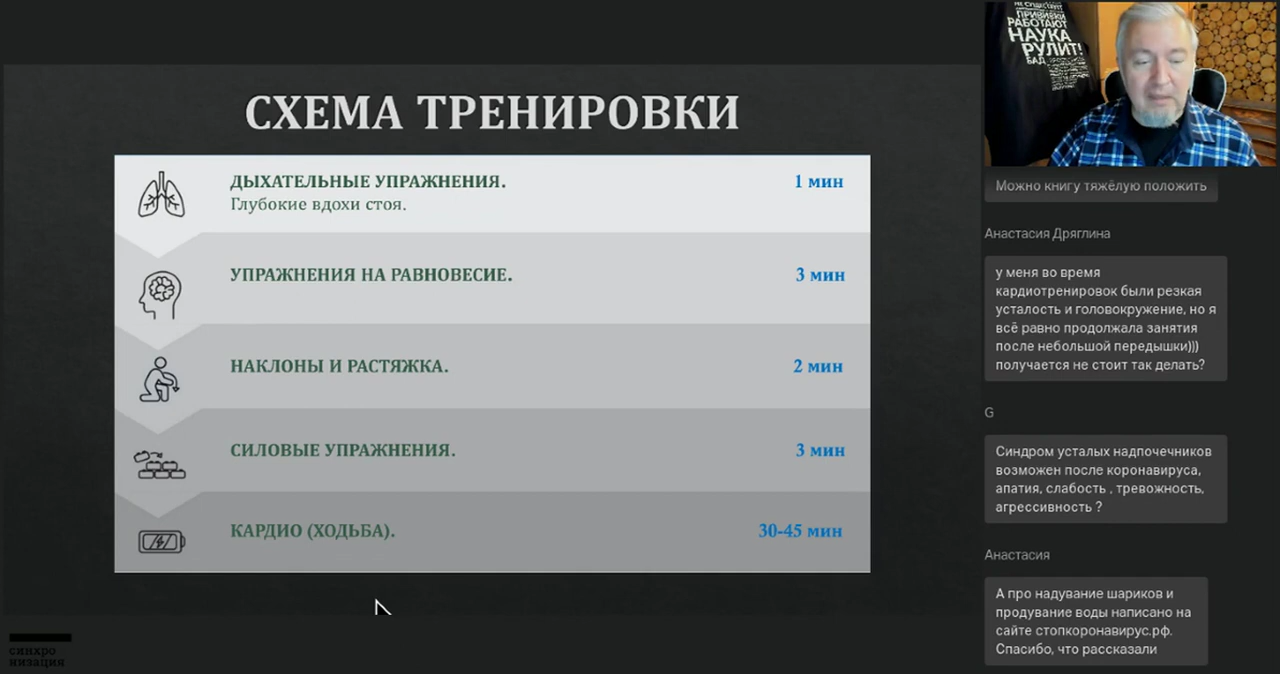 СХЕМА ТРЕНИРОВКИ
ДЫХАТЕЛЬНЫЕ УПРАЖНЕНИЯ. 1 мин
Глубокие вдохи стоя.
УПРАЖНЕНИЯ НА РАВНОВЕСИЕ. 3 мин
НАКЛОНЫ И РАСТЯЖКА. 2 мин
СИЛОВЫЕ УПРАЖНЕНИЯ. 3 мин
КАРДИО (ХОДЬБА). 30-45 мин
синхро
низация
ПРИВИВКИ
РАБОТАЮТ
НАУКА
РУЛИТ!
БАД
Можно книгу тяжёлую положить
Анастасия Дряглина
у меня во время
кардиотренировок были резкая
усталость и головокружение, но я
всё равно продолжала занятия
после небольшой передышки)))
получается не стоит так делать?
G
Синдром усталых надпочечников
возможен после коронавируса,
апатия, слабость , тревожность,
агрессивность ?
Анастасия
А про надувание шариков и
продувание воды написано на
сайте стопкоронавирус.рф.
Спасибо, что рассказали